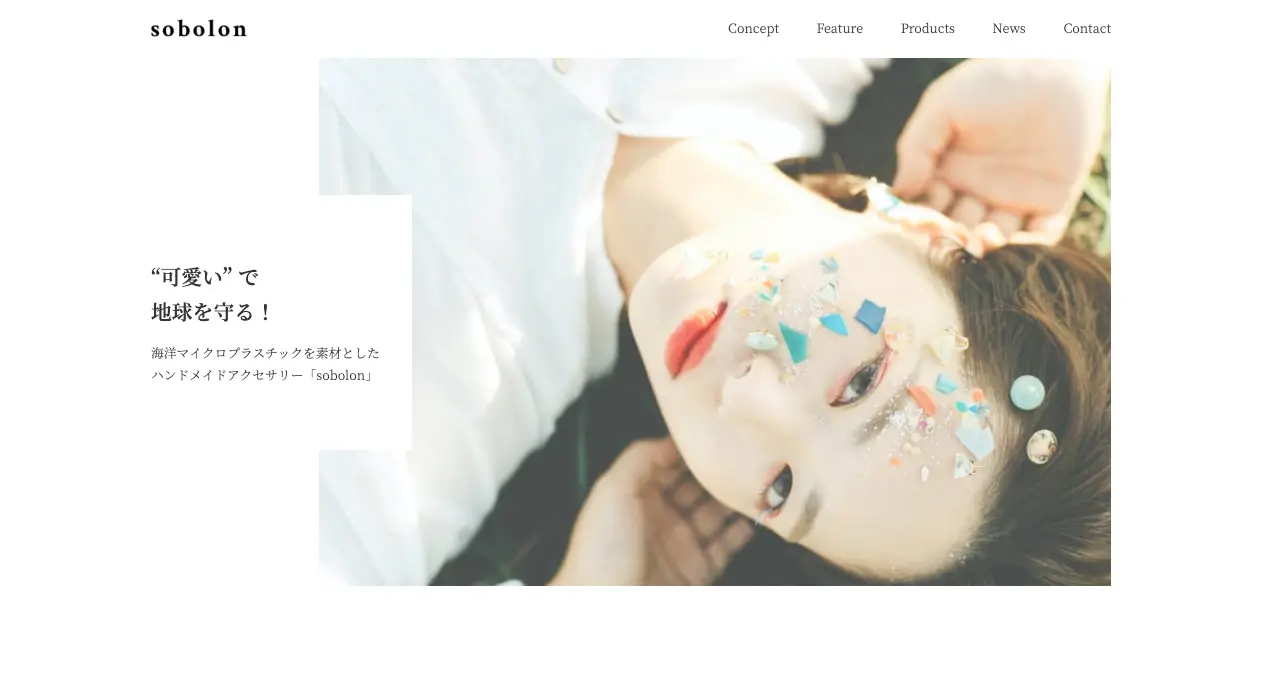 sobolon
Concept
Feature
Products
News
Contact
“可愛い” で
地球を守る！
海洋マイクロプラスチックを素材とした
ハンドメイドアクセサリー「sobolon」